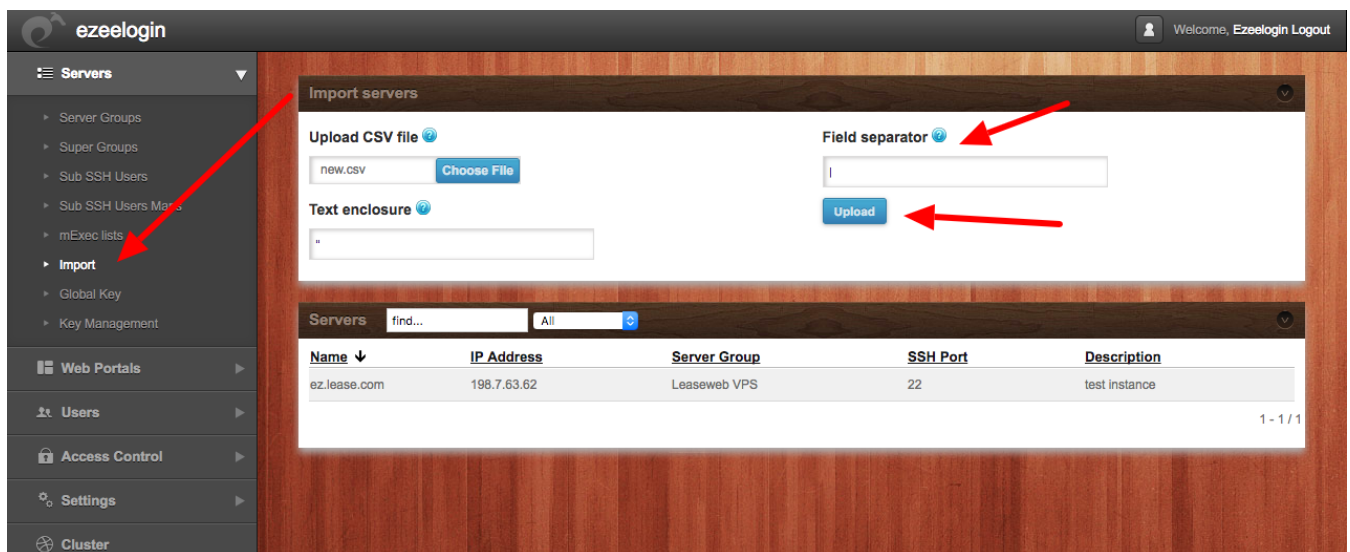 ezeelogin
Welcome, Ezeelogin Logout
Servers
Server Groups
Super Groups
Sub SSH Users
Sub SSH Users Maps
mExec lists
Import
Global Key
Key Management
Web Portals
Users
Access Control
Settings
Cluster
Import servers
Upload CSV file
new.csv Choose File
Text enclosure
"
Field separator
|
Upload
Servers find... All
Name IP Address Server Group SSH Port Description
ez.lease.com 198.7.63.62 Leaseweb VPS 22 test instance
1 - 1 / 1